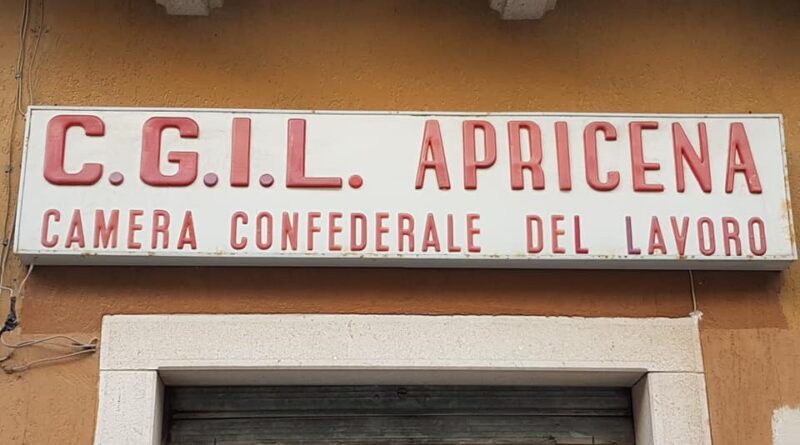 C.G.I.L. APRICENA
CAMERA CONFEDERALE DEL LAVORO